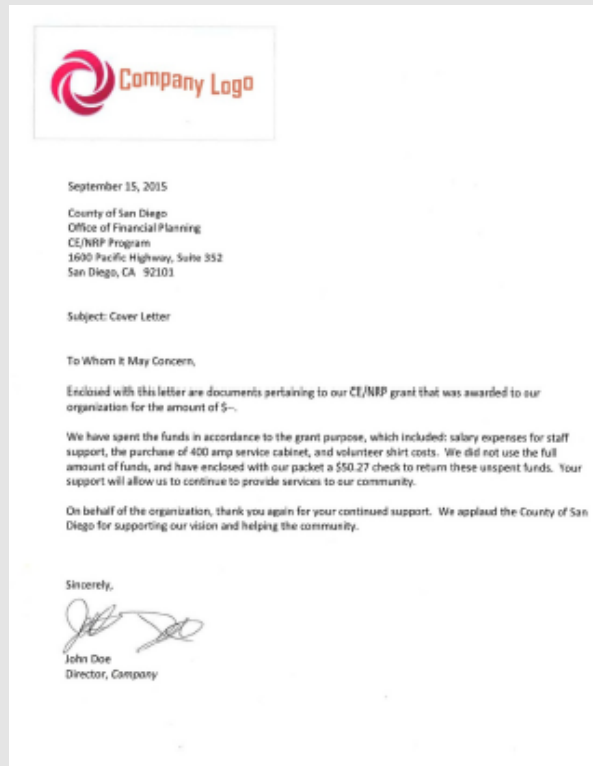 Company Logo
September 15, 2015
County of San Diego
Office of Financial Planning
CE/NRP Program
1600 Pacific Highway, Suite 352
San Diego, CA 92101
Subject: Cover Letter
To Whom It May Concern,
Enclosed with this letter are documents pertaining to our CE/NRP grant that was awarded to our
organization for the amount of $--.
We have spent the funds in accordance to the grant purpose, which included: salary expenses for staff
support, the purchase of 400 amp service cabinet, and volunteer shirt costs. We did not use the full
amount of funds, and have enclosed with our packet a $50.27 check to return these unspent funds. Your
support will allow us to continue to provide services to our community.
On behalf of the organization, thank you again for your continued support. We applaud the County of San
Diego for supporting our vision and helping the community.
Sincerely,
John Doe
Director, Company